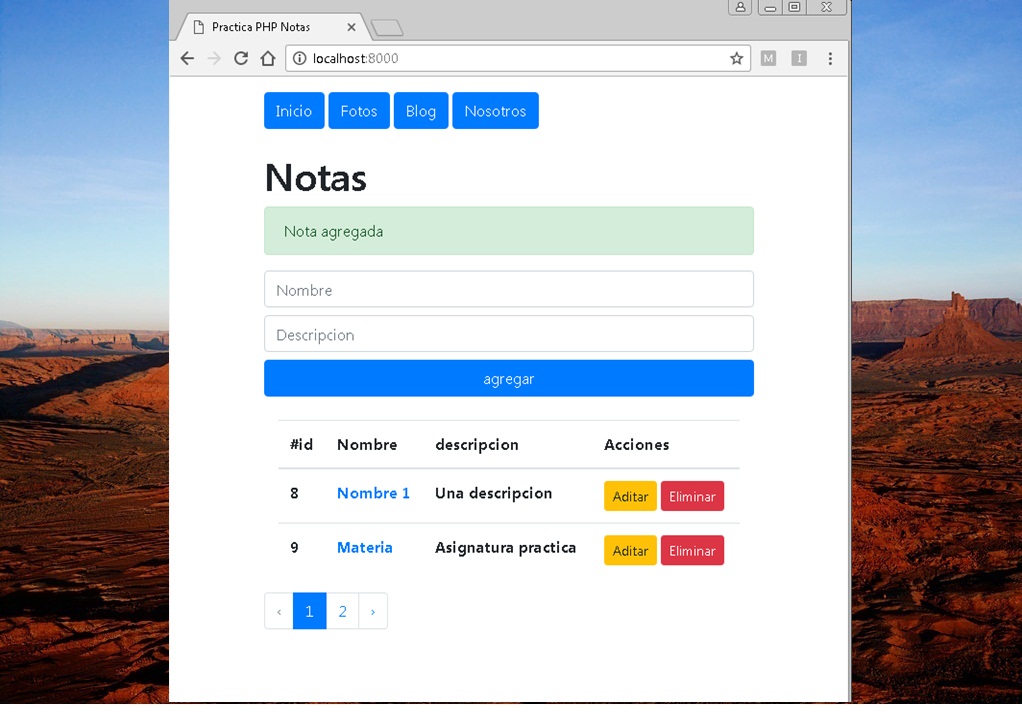 Practica PHP Notas
localhost:8000
M I
Inicio Fotos Blog Nosotros
Notas
Nota agregada
Nombre
Descripcion
agregar
#id Nombre descripcion Acciones
8 Nombre 1 Una descripcion Aditar Eliminar
9 Materia Asignatura practica Aditar Eliminar
‹ 1 2 ›